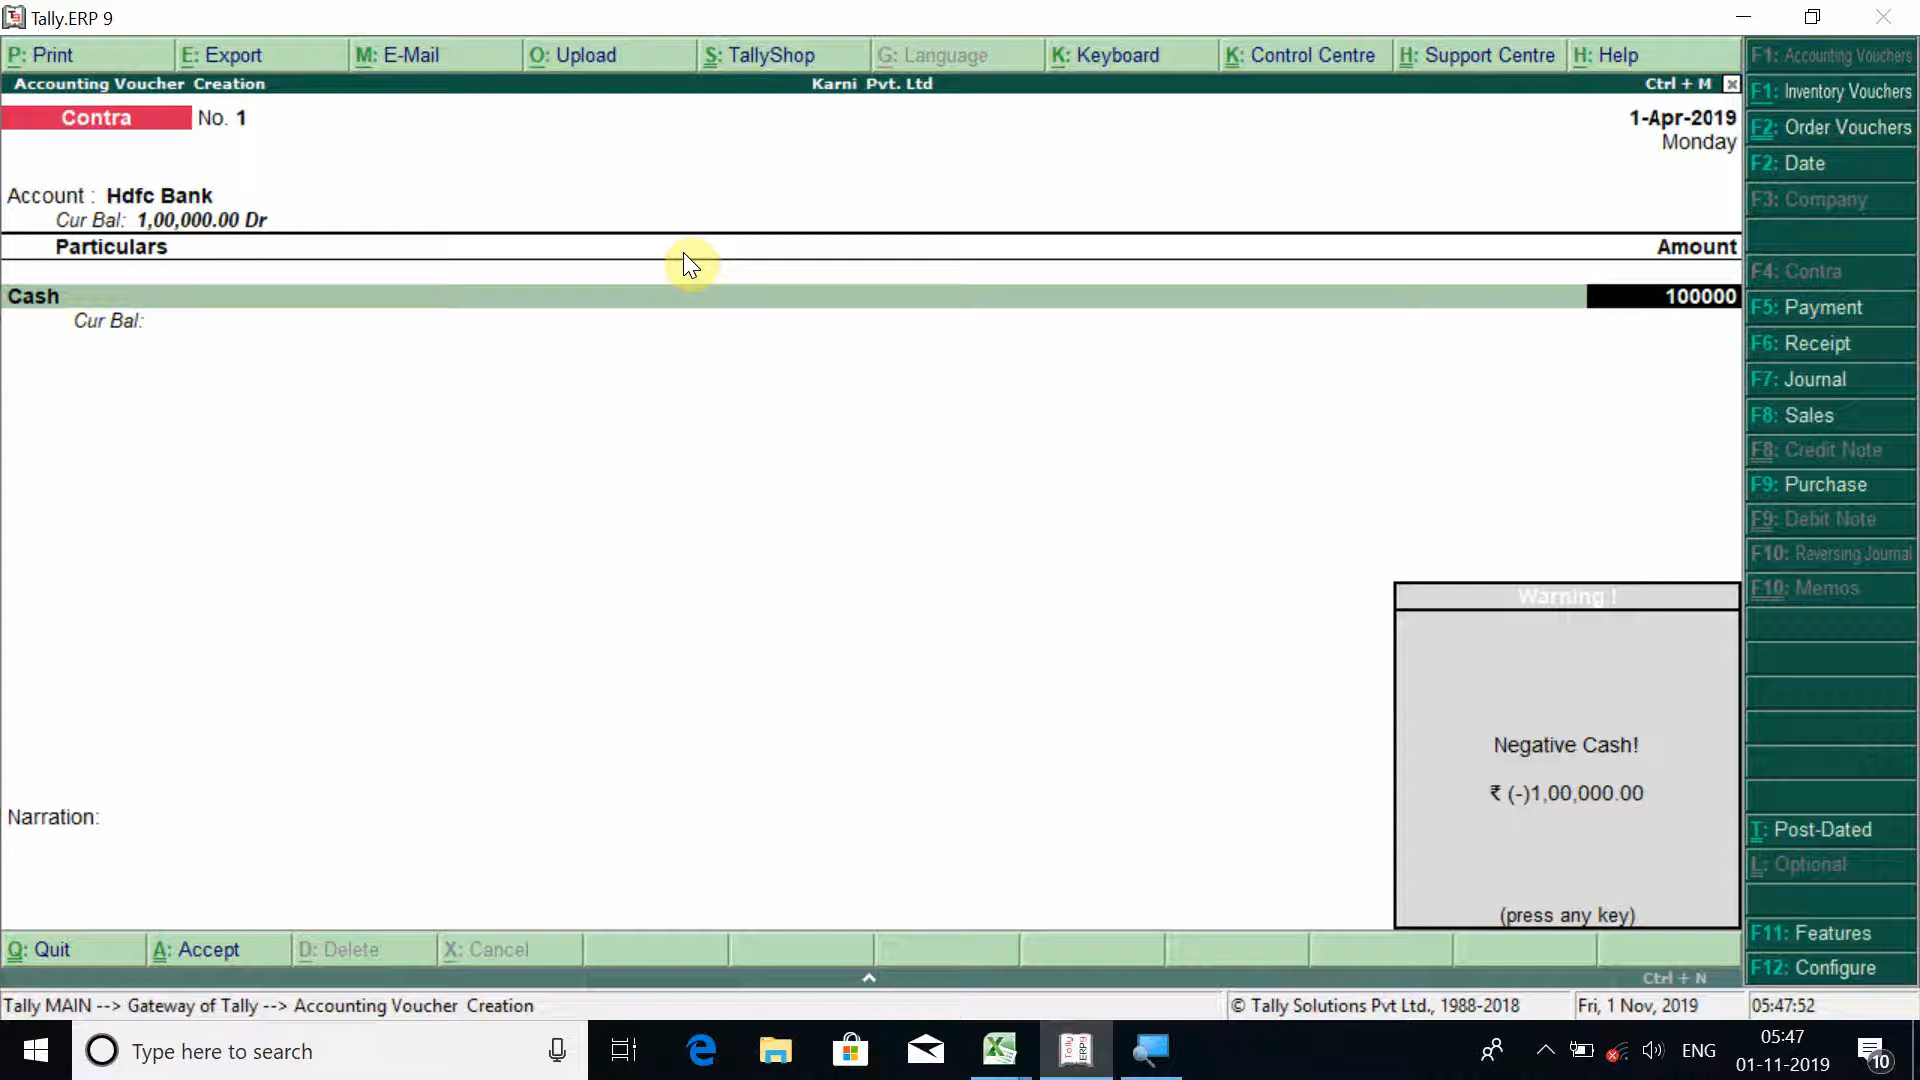 Tally.ERP 9
P: Print
E: Export
M: E-Mail
O: Upload
S: TallyShop
G: Language
K: Keyboard
K: Control Centre
H: Support Centre
H: Help
Accounting Voucher Creation
Karni Pvt. Ltd
Ctrl + M
Contra
No. 1
1-Apr-2019
Monday
Account : Hdfc Bank
Cur Bal: 1,00,000.00 Dr
Particulars
Amount
Cash
100000
Cur Bal:
Warning !
Negative Cash!
₹ (-)1,00,000.00
(press any key)
Narration:
F1: Accounting Vouchers
F1: Inventory Vouchers
F2: Order Vouchers
F2: Date
F3: Company
F4: Contra
F5: Payment
F6: Receipt
F7: Journal
F8: Sales
F8: Credit Note
F9: Purchase
F9: Debit Note
F10: Reversing Journal
F10: Memos
T: Post-Dated
L: Optional
F11: Features
F12: Configure
Q: Quit
A: Accept
D: Delete
X: Cancel
Ctrl + N
Tally MAIN --> Gateway of Tally --> Accounting Voucher Creation
© Tally Solutions Pvt Ltd., 1988-2018
Fri, 1 Nov, 2019
05:47:52
Type here to search
Tally
ERP9
ENG
05:47
01-11-2019
10